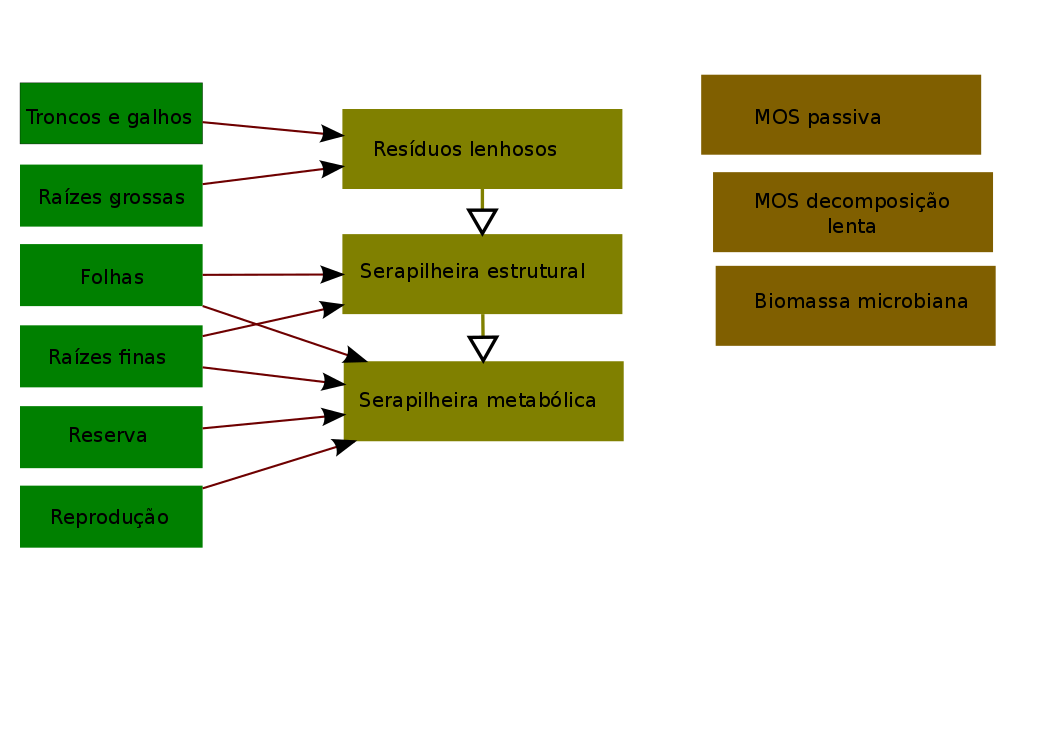 Troncos e galhos
Raízes grossas
Folhas
Raízes finas
Reserva
Reprodução
Resíduos lenhosos
Serapilheira estrutural
Serapilheira metabólica
MOS passiva
MOS decomposição
lenta
Biomassa microbiana